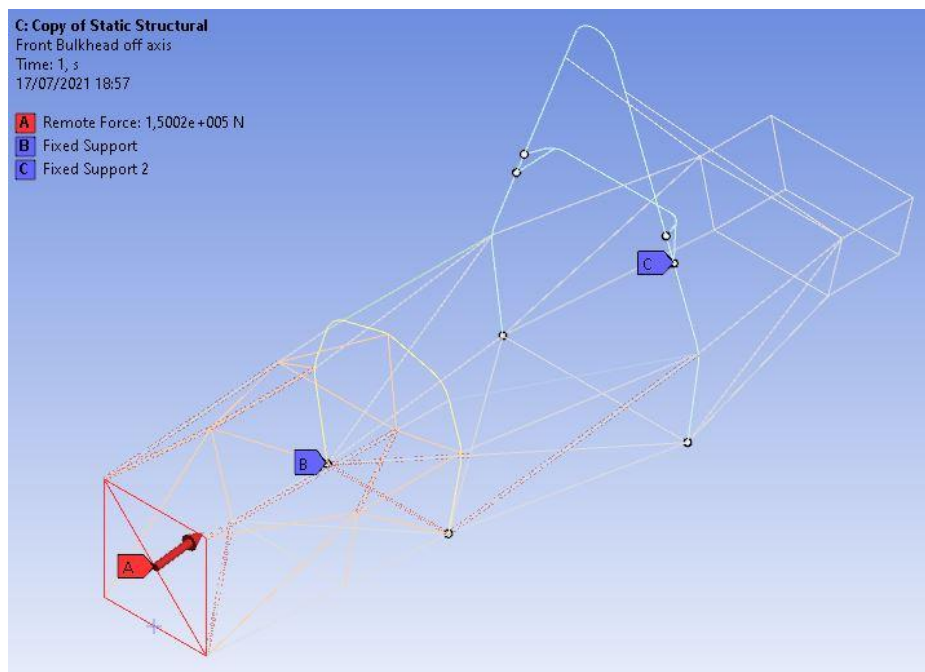 C: Copy of Static Structural
Front Bulkhead off axis
Time: 1, s
17/07/2021 18:57
A Remote Force: 1,5002e+005 N
B Fixed Support
C Fixed Support 2
C
B
A